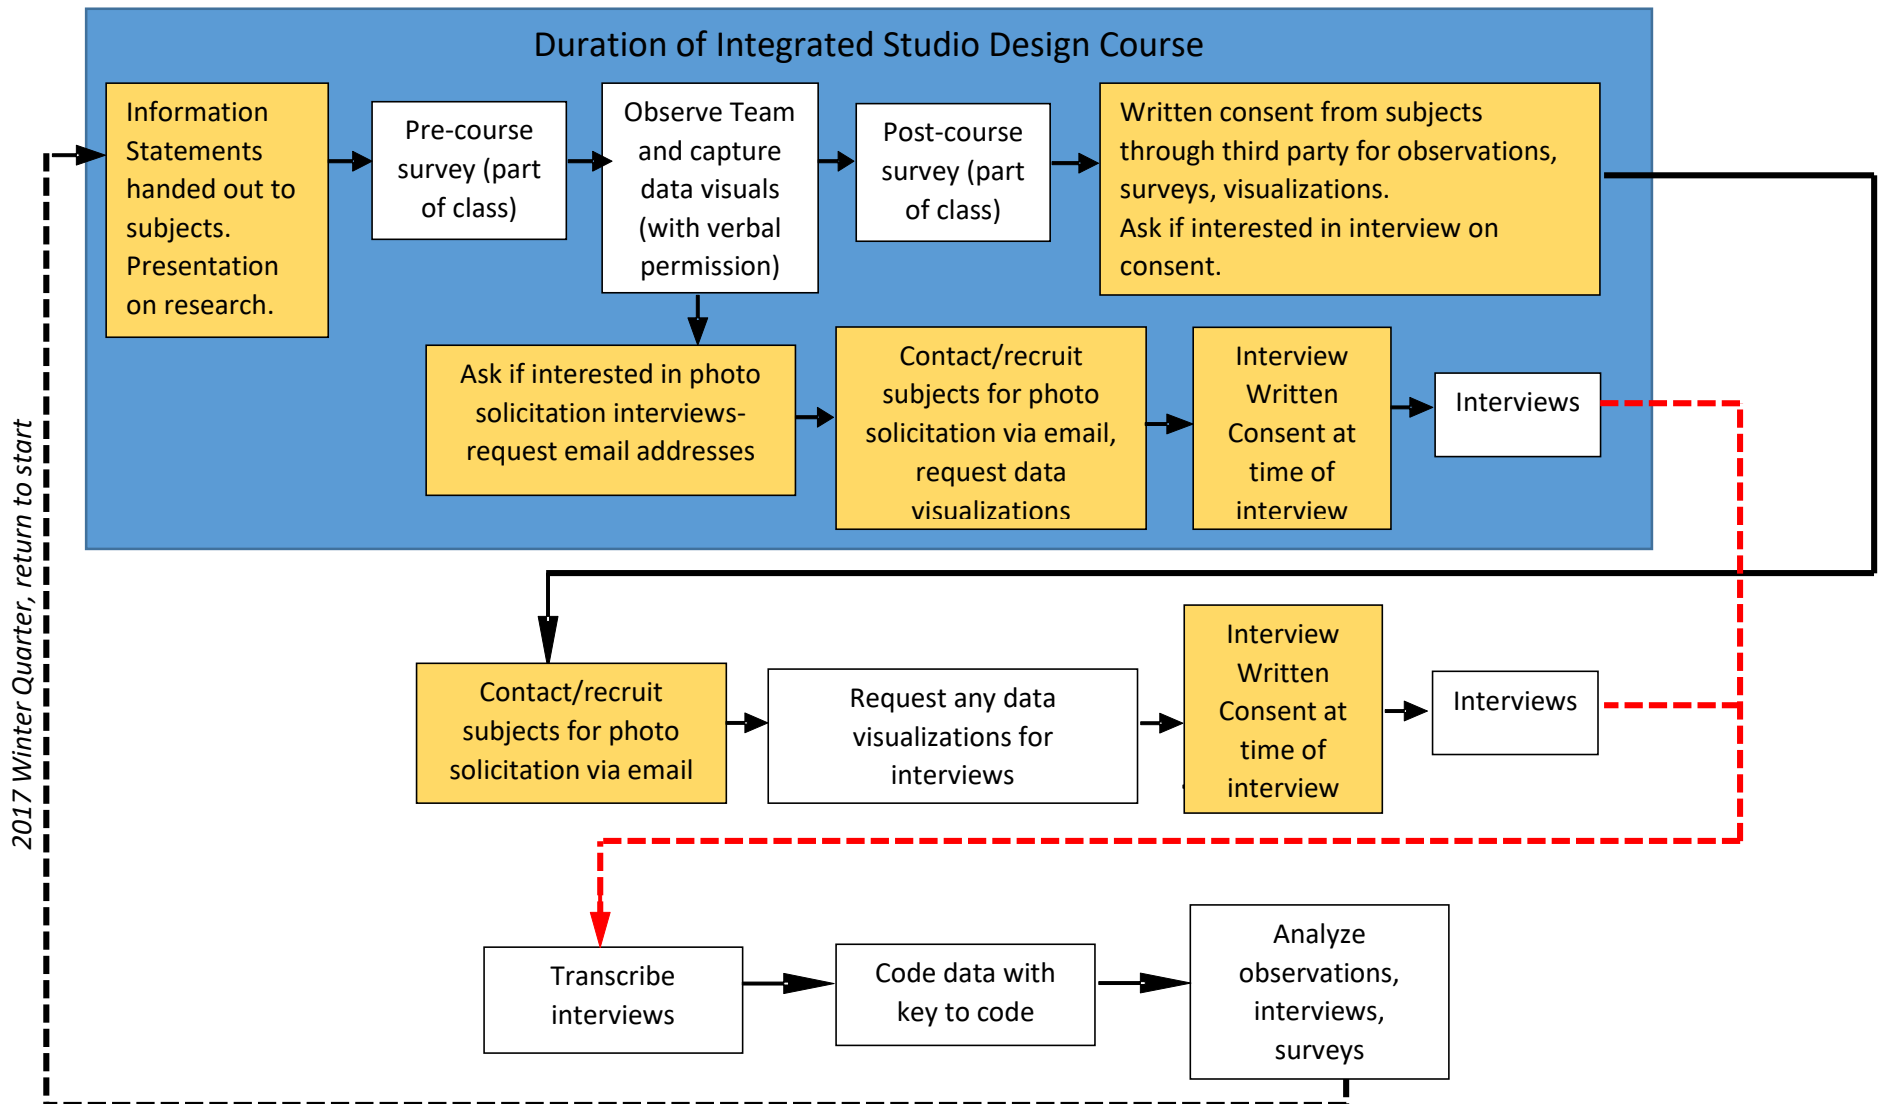 Duration of Integrated Studio Design Course
Information
Statements
handed out to
subjects.
Presentation
on research.
Pre-course
survey (part
of class)
Observe Team
and capture
data visuals
(with verbal
permission)
Post-course
survey (part
of class)
Written consent from subjects
through third party for observations,
surveys, visualizations.
Ask if interested in interview on
consent.
Ask if interested in photo
solicitation interviews-
request email addresses
Contact/recruit
subjects for photo
solicitation via email,
request data
visualizations
Interview
Written
Consent at
time of
interview
Interviews
2017 Winter Quarter, return to start
Contact/recruit
subjects for photo
solicitation via email
Request any data
visualizations for
interviews
Interview
Written
Consent at
time of
interview
Interviews
Transcribe
interviews
Code data with
key to code
Analyze
observations,
interviews,
surveys